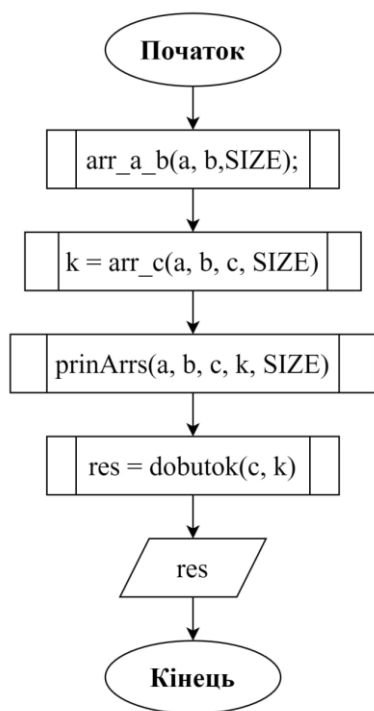 Початок
arr_a_b(a, b,SIZE);
k = arr_c(a, b, c, SIZE)
prinArrs(a, b, c, k, SIZE)
res = dobutok(c, k)
res
Кінець